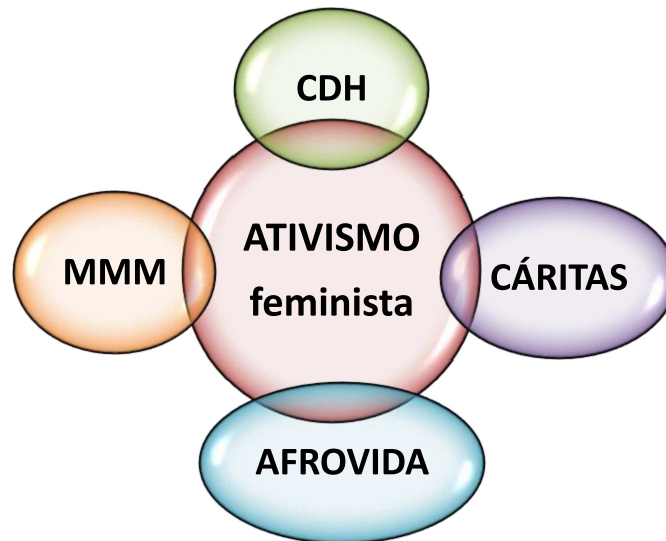 CDH
ATIVISMO
feminista
MMM
CÁRITAS
AFROVIDA